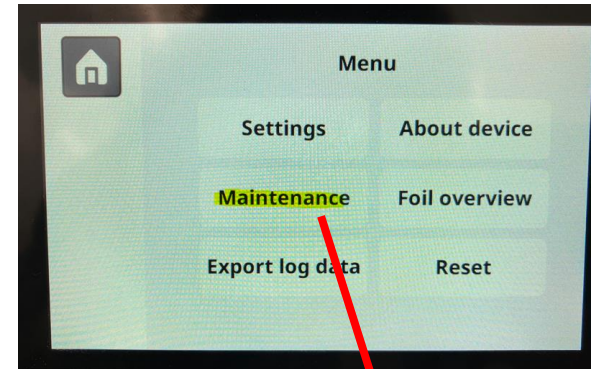 Menu
Settings About device
Maintenance Foil overview
Export log data Reset